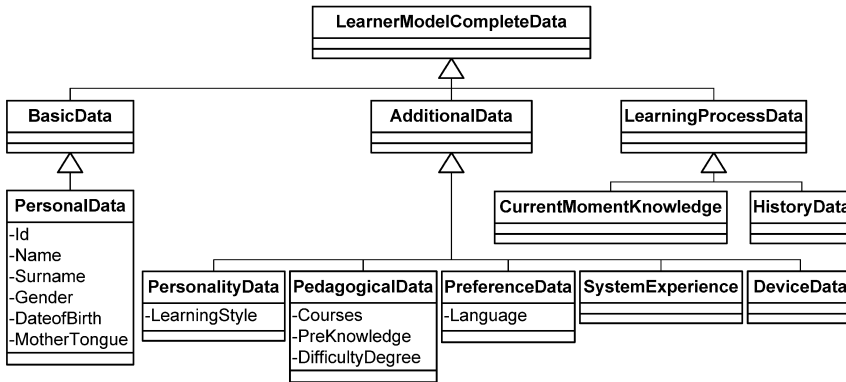 LearnerModelCompleteData
BasicData
AdditionalData
LearningProcessData
PersonalData
-Id
-Name
-Surname
-Gender
-DateofBirth
-MotherTongue
CurrentMomentKnowledge
HistoryData
PersonalityData
-LearningStyle
PedagogicalData
-Courses
-PreKnowledge
-DifficultyDegree
PreferenceData
-Language
SystemExperience
DeviceData